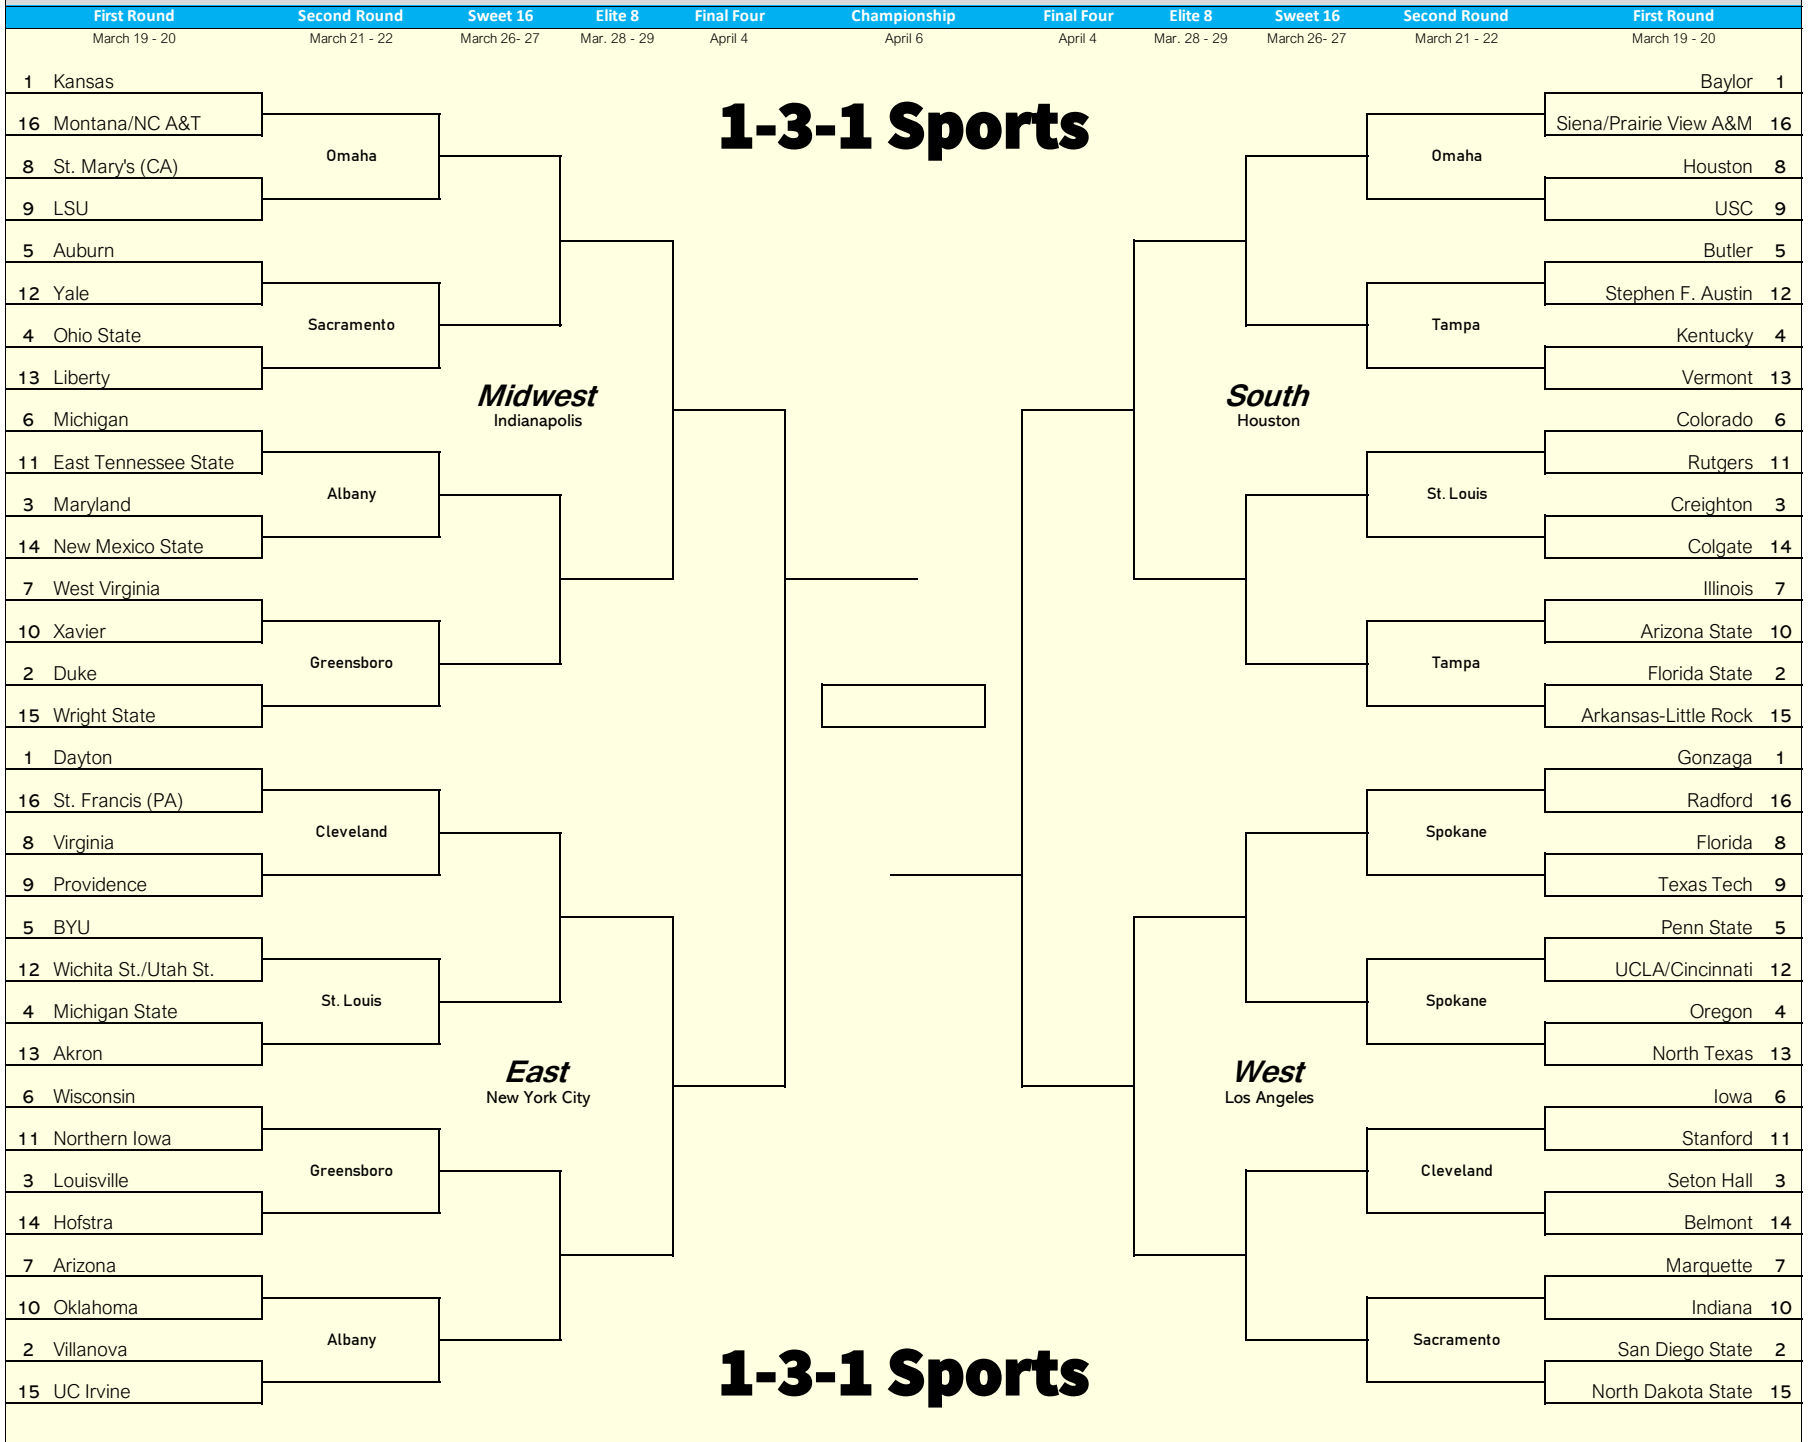 First Round Second Round Sweet 16 Elite 8 Final Four Championship Final Four Elite 8 Sweet 16 Second Round First Round
March 19 - 20 March 21 - 22 March 26- 27 Mar. 28 - 29 April 4 April 6 April 4 Mar. 28 - 29 March 26- 27 March 21 - 22 March 19 - 20
1-3-1 Sports
1 Kansas
16 Montana/NC A&T
Omaha
8 St. Mary's (CA)
9 LSU
5 Auburn
12 Yale
Sacramento
4 Ohio State
13 Liberty
Midwest
Indianapolis
6 Michigan
11 East Tennessee State
Albany
3 Maryland
14 New Mexico State
7 West Virginia
10 Xavier
Greensboro
2 Duke
15 Wright State
1 Dayton
16 St. Francis (PA)
Cleveland
8 Virginia
9 Providence
5 BYU
12 Wichita St./Utah St.
St. Louis
4 Michigan State
13 Akron
East
New York City
6 Wisconsin
11 Northern Iowa
Greensboro
3 Louisville
14 Hofstra
7 Arizona
10 Oklahoma
Albany
2 Villanova
15 UC Irvine
Baylor 1
Siena/Prairie View A&M 16
Omaha
Houston 8
USC 9
Butler 5
Stephen F. Austin 12
Tampa
Kentucky 4
Vermont 13
South
Houston
Colorado 6
Rutgers 11
St. Louis
Creighton 3
Colgate 14
Illinois 7
Arizona State 10
Tampa
Florida State 2
Arkansas-Little Rock 15
Gonzaga 1
Radford 16
Spokane
Florida 8
Texas Tech 9
Penn State 5
UCLA/Cincinnati 12
Spokane
Oregon 4
North Texas 13
West
Los Angeles
Iowa 6
Stanford 11
Cleveland
Seton Hall 3
Belmont 14
Marquette 7
Indiana 10
Sacramento
San Diego State 2
North Dakota State 15
1-3-1 Sports